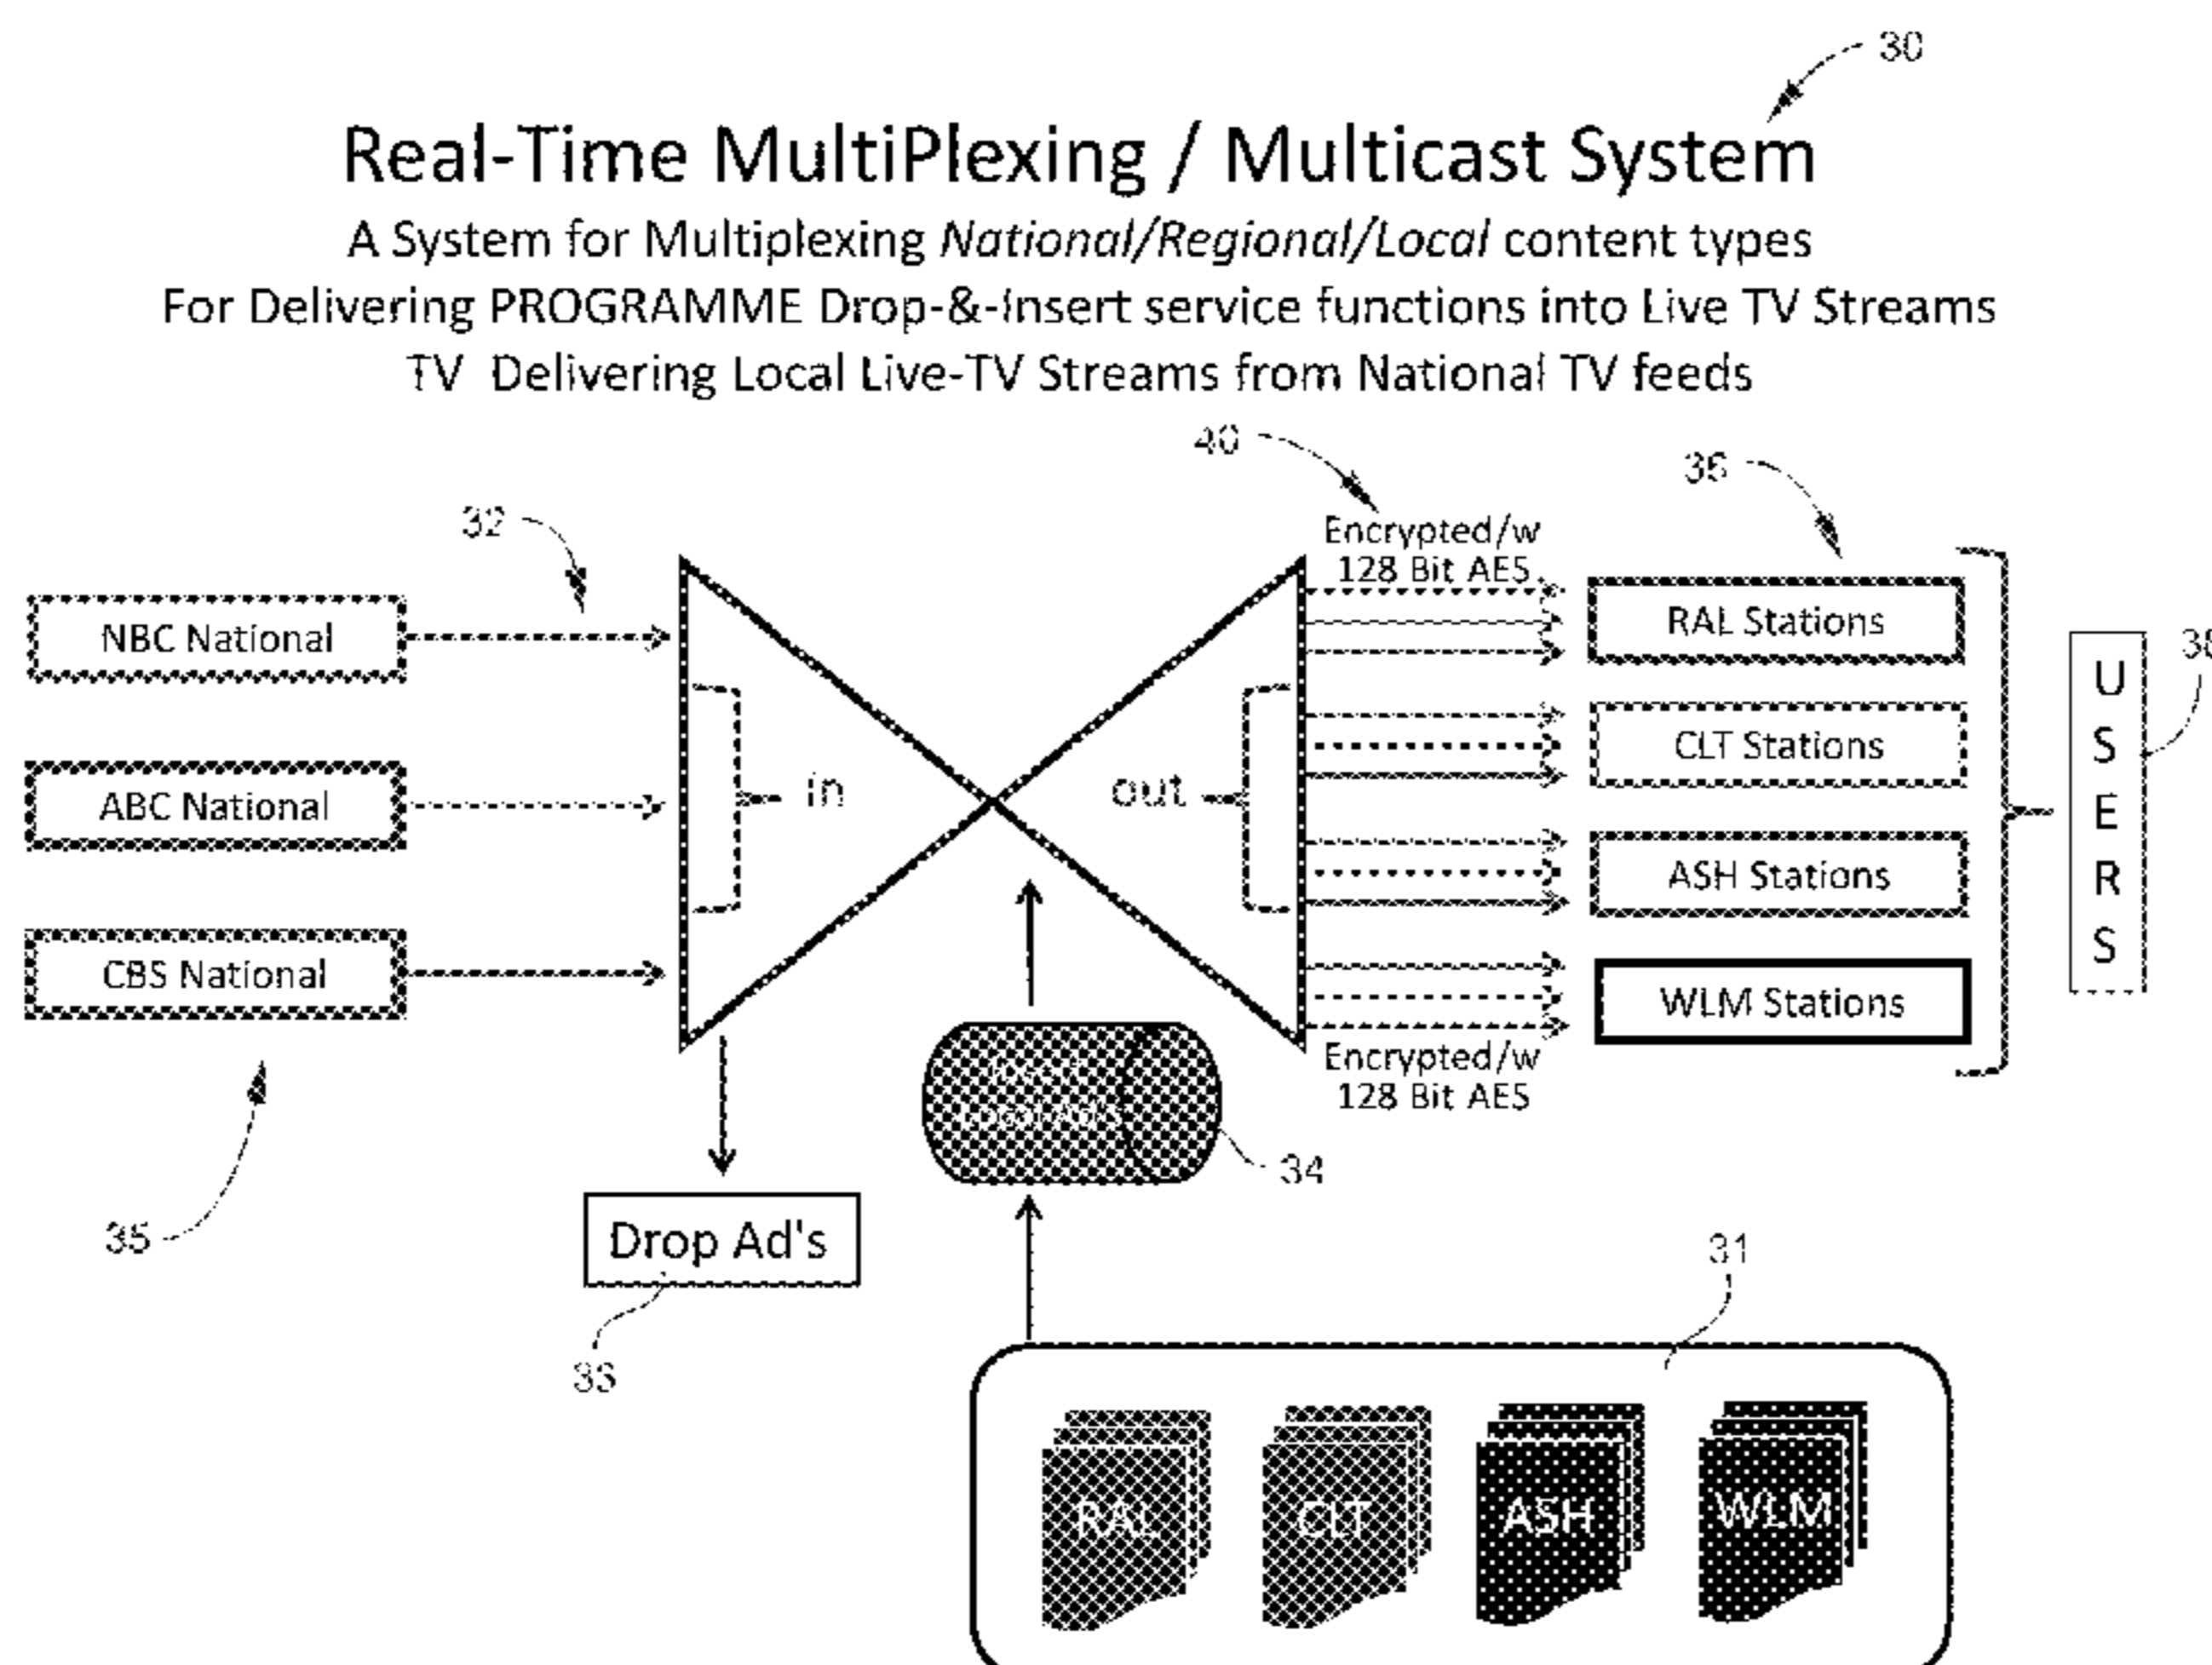 30
Real-Time MultiPlexing / Multicast System
A System for Multiplexing National/Regional/Local content types
For Delivering PROGRAMME Drop-&-Insert service functions into Live TV Streams
TV Delivering Local Live-TV Streams from National TV feeds
40
36
32
Encrypted/w
128 Bit AES
NBC National
RAL Stations
CLT Stations
in
out
ABC National
ASH Stations
CBS National
WLM Stations
USERS
Encrypted/w
128 Bit AES
34
35
Drop Ad's
33
31
RAL
CLT
ASH
WLM